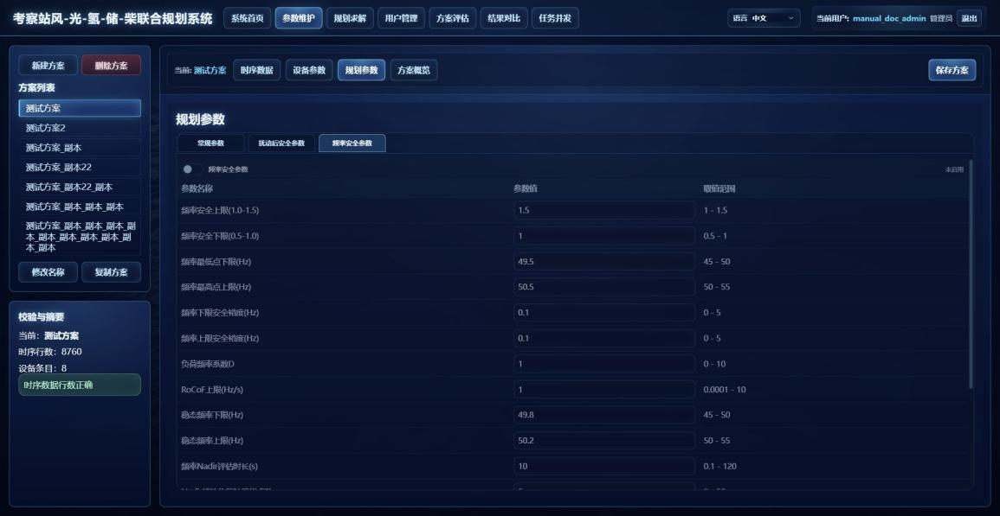 考察站风-光-氢-储-柴联合规划系统 系统首页 参数维护 规划求解 用户管理 方案评估 结果对比 任务并发 语言 中文 当前用户: manual_doc_admin 管理员 退出
新建方案 删除方案
方案列表
测试方案
测试方案2
测试方案_副本
测试方案_副本22
测试方案_副本22_副本
测试方案_副本_副本_副本
测试方案_副本_副本_副本_副
本_副本_副本_副本_副本_副
本_副本
修改名称 复制方案
校验与摘要
当前: 测试方案
时序行数: 8760
设备条目: 8
时序数据行数正确
当前: 测试方案 时序数据 设备参数 规划参数 方案概览 保存方案
规划参数
常规参数 扰动后安全参数 频率安全参数
频率安全参数 未启用
参数名称 参数值 取值范围
频率安全上限(1.0-1.5) 1.5 1 - 1.5
频率安全下限(0.5-1.0) 1 0.5 - 1
频率最低点下限(Hz) 49.5 45 - 50
频率最高点上限(Hz) 50.5 50 - 55
频率下限安全裕度(Hz) 0.1 0 - 5
频率上限安全裕度(Hz) 0.1 0 - 5
负荷频率系数D 1 0 - 10
RoCoF上限(Hz/s) 1 0.0001 - 10
稳态频率下限(Hz) 49.8 45 - 50
稳态频率上限(Hz) 50.2 50 - 55
频率Nadir评估时长(s) 10 0.1 - 120